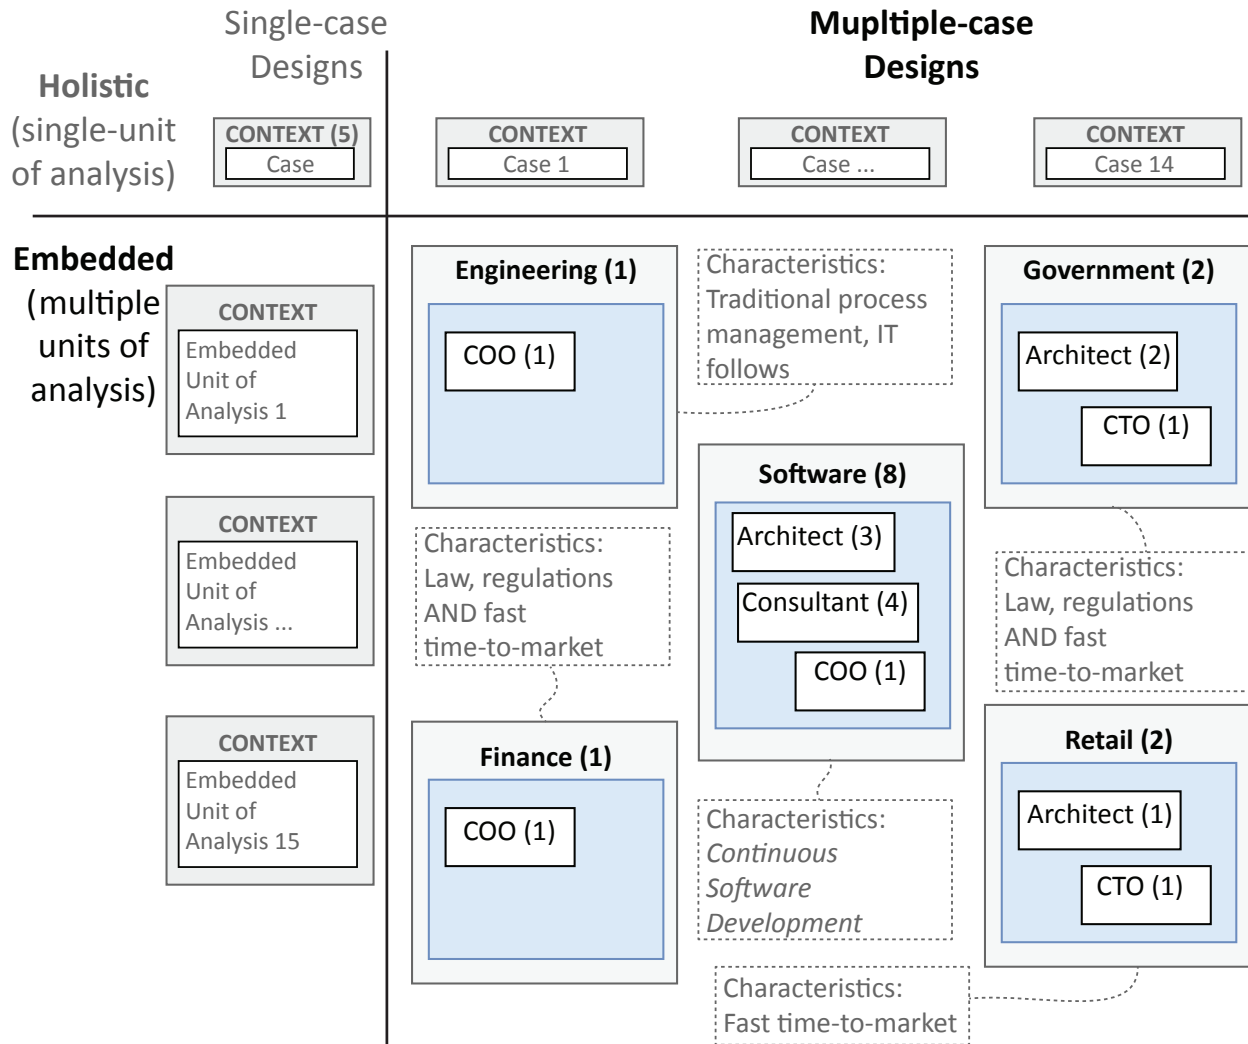 Single-case
Designs
Mupltiple-case
Designs
Holistic
(single-unit
of analysis)
CONTEXT (5)
Case
CONTEXT
Case 1
CONTEXT
Case ...
CONTEXT
Case 14
Embedded
(multiple
units of
analysis)
CONTEXT
Embedded
Unit of
Analysis 1
CONTEXT
Embedded
Unit of
Analysis ...
CONTEXT
Embedded
Unit of
Analysis 15
Engineering (1)
COO (1)
Characteristics:
Traditional process
management, IT
follows
Government (2)
Architect (2)
CTO (1)
Software (8)
Architect (3)
Consultant (4)
COO (1)
Characteristics:
Law, regulations
AND fast
time-to-market
Characteristics:
Law, regulations
AND fast
time-to-market
Finance (1)
COO (1)
Characteristics:
Continuous
Software
Development
Retail (2)
Architect (1)
CTO (1)
Characteristics:
Fast time-to-market